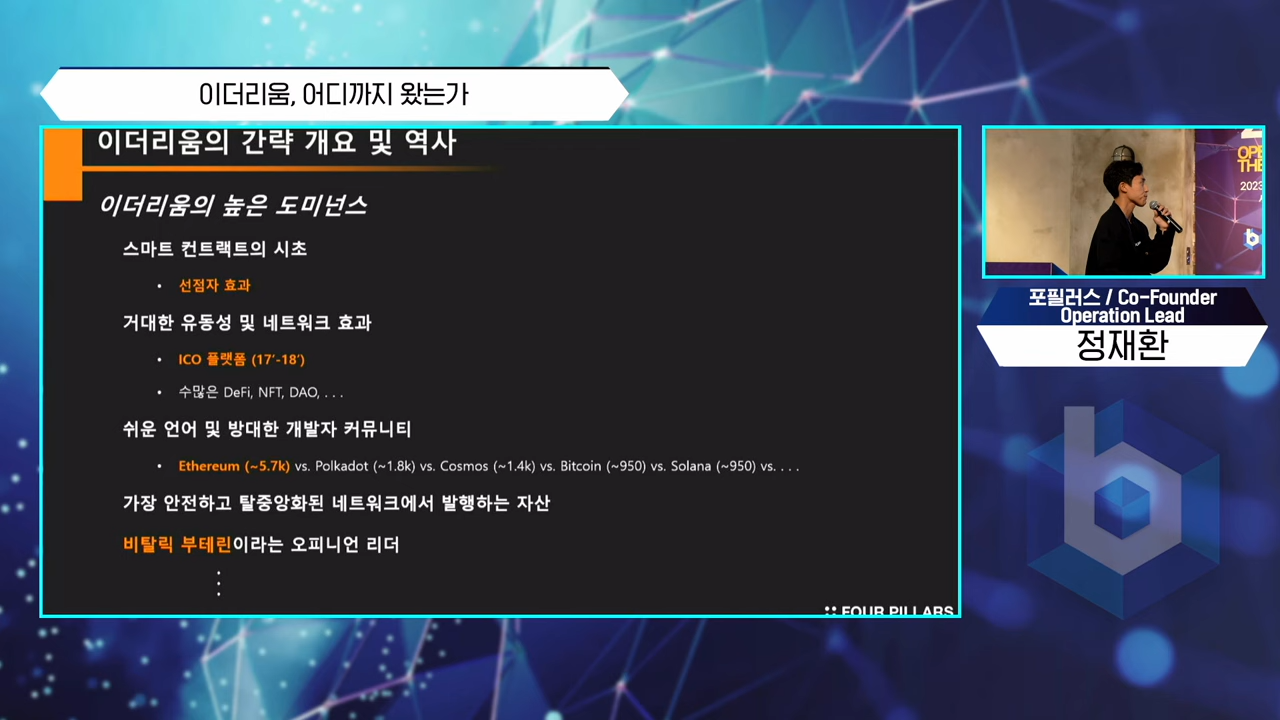 이더리움, 어디까지 왔는가
이더리움의 간략 개요 및 역사
이더리움의 높은 도미넌스
스마트 컨트랙트의 시초
• 선점자 효과
거대한 유동성 및 네트워크 효과
• ICO 플랫폼 (17’-18’)
• 수많은 DeFi, NFT, DAO, . . .
쉬운 언어 및 방대한 개발자 커뮤니티
• Ethereum (~5.7k) vs. Polkadot (~1.8k) vs. Cosmos (~1.4k) vs. Bitcoin (~950) vs. Solana (~950) vs. . . .
가장 안전하고 탈중앙화된 네트워크에서 발행하는 자산
비탈릭 부테린이라는 오피니언 리더
FOUR PILLARS
2023
포필러스 / Co-Founder
Operation Lead
정재환